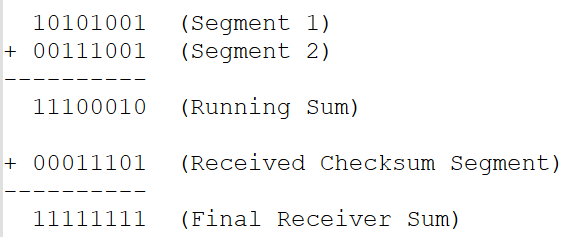 10101001  (Segment 1)
+ 00111001  (Segment 2)
----------
  11100010  (Running Sum)
+ 00011101  (Received Checksum Segment)
----------
  11111111  (Final Receiver Sum)